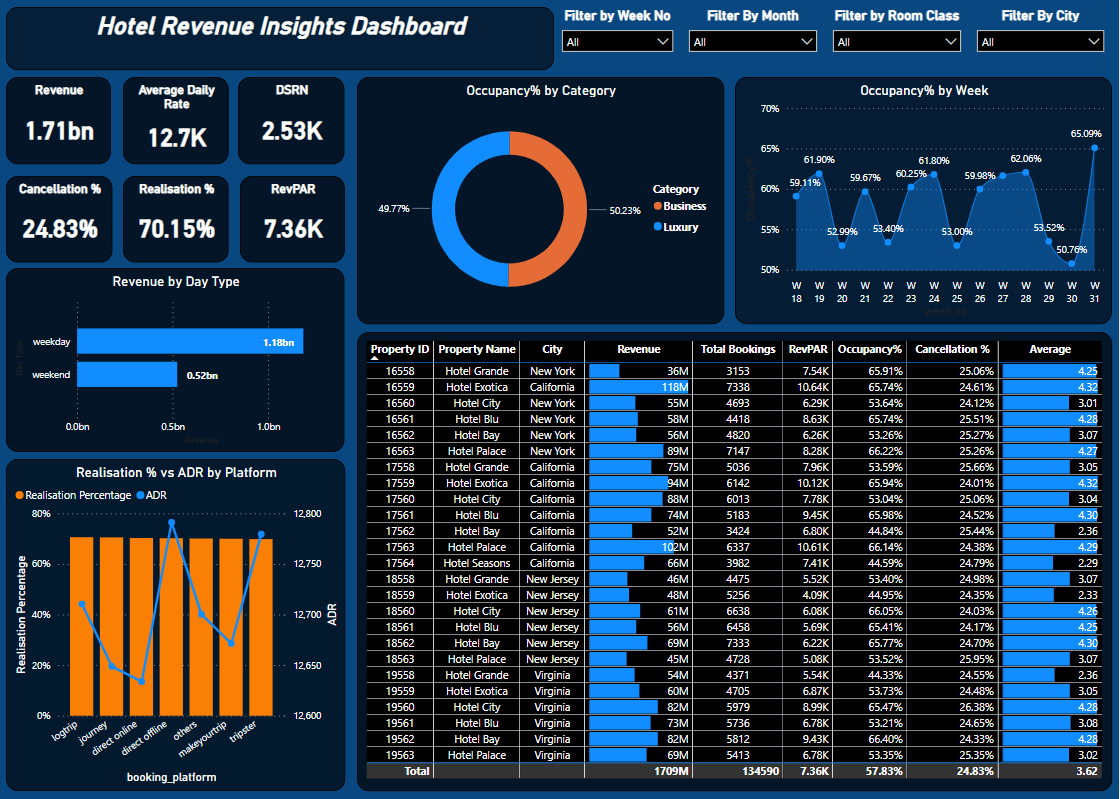 Hotel Revenue Insights Dashboard
Filter by Week No
Filter By Month
Filter by Room Class
Filter By City
All
All
All
All
Revenue
1.71bn
Average Daily
Rate
12.7K
DSRN
2.53K
Cancellation %
24.83%
Realisation %
70.15%
RevPAR
7.36K
Occupancy% by Category
49.77%
50.23%
Category
Business
Luxury
Occupancy% by Week
Occupancy%
70%
65%
60%
55%
50%
59.11%
61.90%
52.99%
59.67%
53.40%
60.25%
61.80%
53.00%
59.98%
62.06%
53.52%
50.76%
65.09%
W W W W W W W W W W W W W W
18 19 20 21 22 23 24 25 26 27 28 29 30 31
week no
Revenue by Day Type
Day Type
weekday
1.18bn
weekend
0.52bn
0.0bn 0.5bn 1.0bn
Revenue
Realisation % vs ADR by Platform
Realisation Percentage ADR
Realisation Percentage
80%
60%
40%
20%
0%
12,800
12,750
12,700
12,650
12,600
ADR
logtrip
journey
direct online
direct offline
others
makeyourtrip
tripster
booking_platform
Property ID Property Name City Revenue Total Bookings RevPAR Occupancy% Cancellation % Average
16558 Hotel Grande New York 36M 3153 7.54K 65.91% 25.06% 4.25
16559 Hotel Exotica California 118M 7338 10.64K 65.74% 24.61% 4.32
16560 Hotel City New York 55M 4693 6.29K 53.64% 24.12% 3.01
16561 Hotel Blu New York 58M 4418 8.63K 65.74% 25.51% 4.28
16562 Hotel Bay New York 56M 4820 6.26K 53.26% 25.27% 3.07
16563 Hotel Palace New York 89M 7147 8.28K 66.22% 25.26% 4.27
17558 Hotel Grande California 75M 5036 7.96K 53.59% 25.66% 3.05
17559 Hotel Exotica California 94M 6142 10.12K 65.94% 24.01% 4.32
17560 Hotel City California 88M 6013 7.78K 53.04% 25.06% 3.04
17561 Hotel Blu California 74M 5183 9.45K 65.98% 24.52% 4.30
17562 Hotel Bay California 52M 3424 6.80K 44.84% 25.44% 2.36
17563 Hotel Palace California 102M 6337 10.61K 66.14% 24.38% 4.29
17564 Hotel Seasons California 66M 3982 7.41K 44.59% 24.79% 2.29
18558 Hotel Grande New Jersey 46M 4475 5.52K 53.40% 24.98% 3.07
18559 Hotel Exotica New Jersey 48M 5256 4.09K 44.95% 24.35% 2.33
18560 Hotel City New Jersey 61M 6638 6.08K 66.05% 24.03% 4.26
18561 Hotel Blu New Jersey 56M 6458 5.69K 65.41% 24.17% 4.25
18562 Hotel Bay New Jersey 69M 7333 6.22K 65.77% 24.70% 4.30
18563 Hotel Palace New Jersey 45M 4728 5.08K 53.52% 25.95% 3.07
19558 Hotel Grande Virginia 54M 4371 5.54K 44.33% 24.55% 2.36
19559 Hotel Exotica Virginia 60M 4705 6.87K 53.73% 24.48% 3.05
19560 Hotel City Virginia 82M 5979 8.99K 65.47% 26.38% 4.28
19561 Hotel Blu Virginia 73M 5736 6.78K 53.21% 24.65% 3.08
19562 Hotel Bay Virginia 82M 5812 9.43K 66.40% 24.33% 4.28
19563 Hotel Palace Virginia 69M 5413 6.78K 53.35% 25.35% 3.02
Total 1709M 134590 7.36K 57.83% 24.83% 3.62